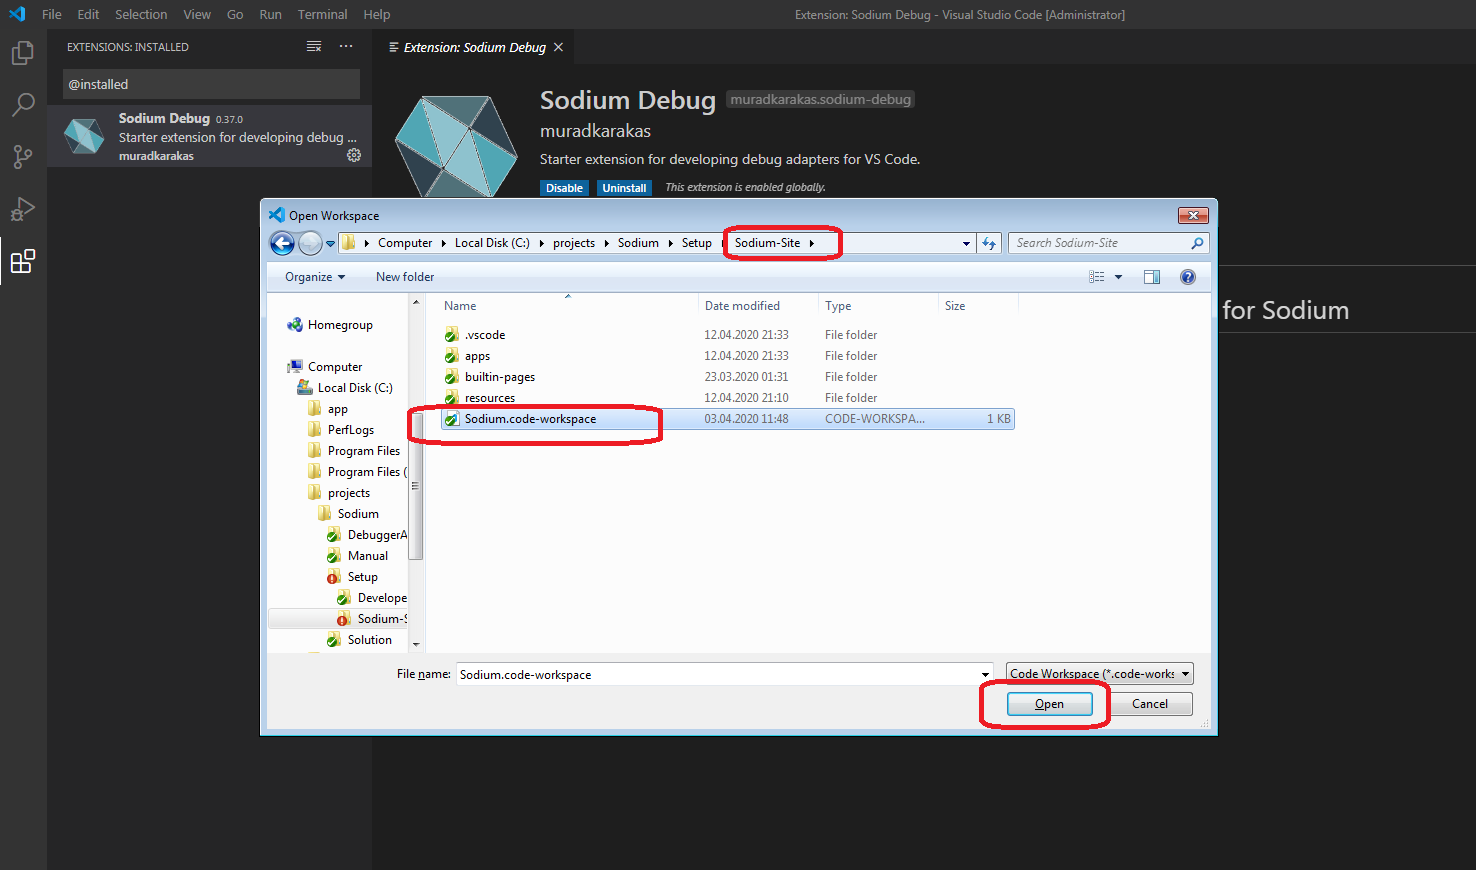 File Edit Selection View Go Run Terminal Help
Extension: Sodium Debug - Visual Studio Code [Administrator]
EXTENSIONS: INSTALLED
@installed
Sodium Debug 0.37.0
Starter extension for developing debug ...
muradkarakas
Extension: Sodium Debug
Sodium Debug muradkarakas.sodium-debug
muradkarakas
Starter extension for developing debug adapters for VS Code.
Disable Uninstall This extension is enabled globally.
for Sodium
Open Workspace
Computer Local Disk (C:) projects Sodium Setup Sodium-Site
Search Sodium-Site
Organize New folder
Homegroup
Computer
Local Disk (C:)
app
PerfLogs
Program Files
Program Files (
projects
Sodium
DebuggerA
Manual
Setup
Develope
Sodium-S
Solution
Name Date modified Type Size
.vscode 12.04.2020 21:33 File folder
apps 12.04.2020 21:33 File folder
builtin-pages 23.03.2020 01:31 File folder
resources 12.04.2020 21:10 File folder
Sodium.code-workspace 03.04.2020 11:48 CODE-WORKSPA... 1 KB
File name: Sodium.code-workspace
Code Workspace (*.code-works
Open Cancel